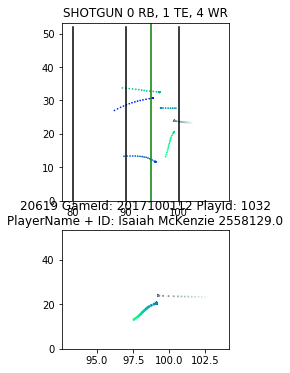 SHOTGUN 0 RB, 1 TE, 4 WR
50
40
30
20
10
0
80 90 100
20619 GameId: 2017100112 PlayId: 1032
PlayerName + ID: Isaiah McKenzie 2558129.0
40
20
0
95.0 97.5 100.0 102.5